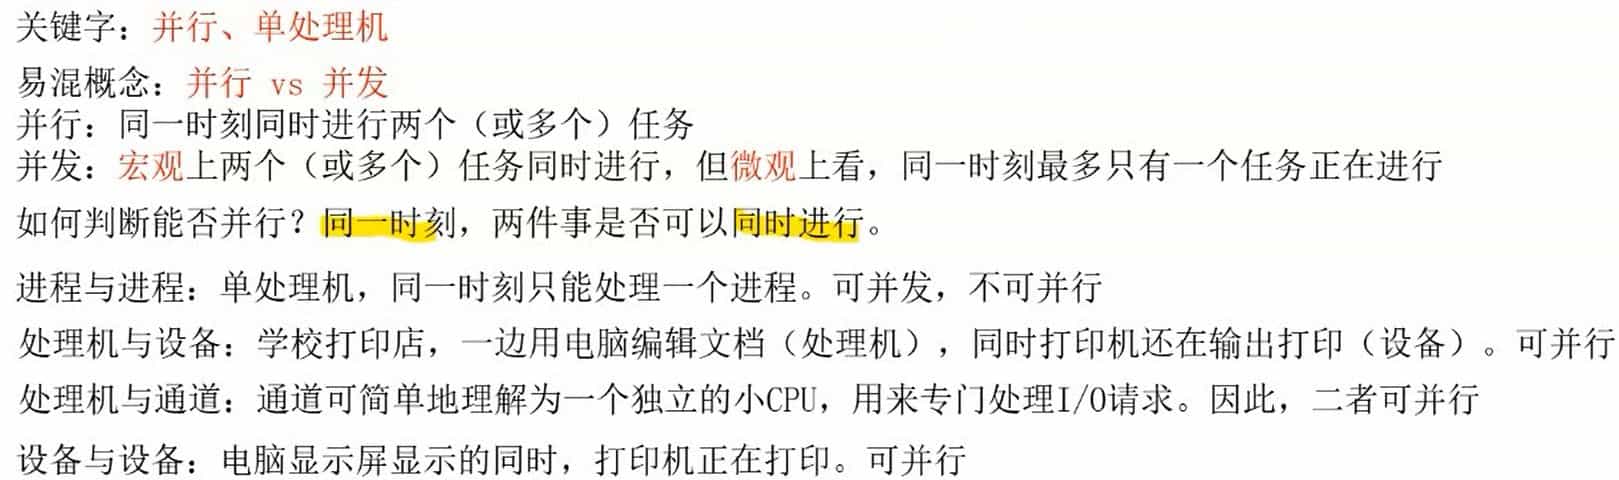 关键字：并行、单处理机
易混概念：并行 vs 并发
并行：同一时刻同时进行两个（或多个）任务
并发：宏观上两个（或多个）任务同时进行，但微观上看，同一时刻最多只有一个任务正在进行
如何判断能否并行？同一时刻，两件事是否可以同时进行。
进程与进程：单处理机，同一时刻只能处理一个进程。可并发，不可并行
处理机与设备：学校打印店，一边用电脑编辑文档（处理机），同时打印机还在输出打印（设备）。可并行
处理机与通道：通道可简单地理解为一个独立的小CPU，用来专门处理I/O请求。因此，二者可并行
设备与设备：电脑显示屏显示的同时，打印机正在打印。可并行